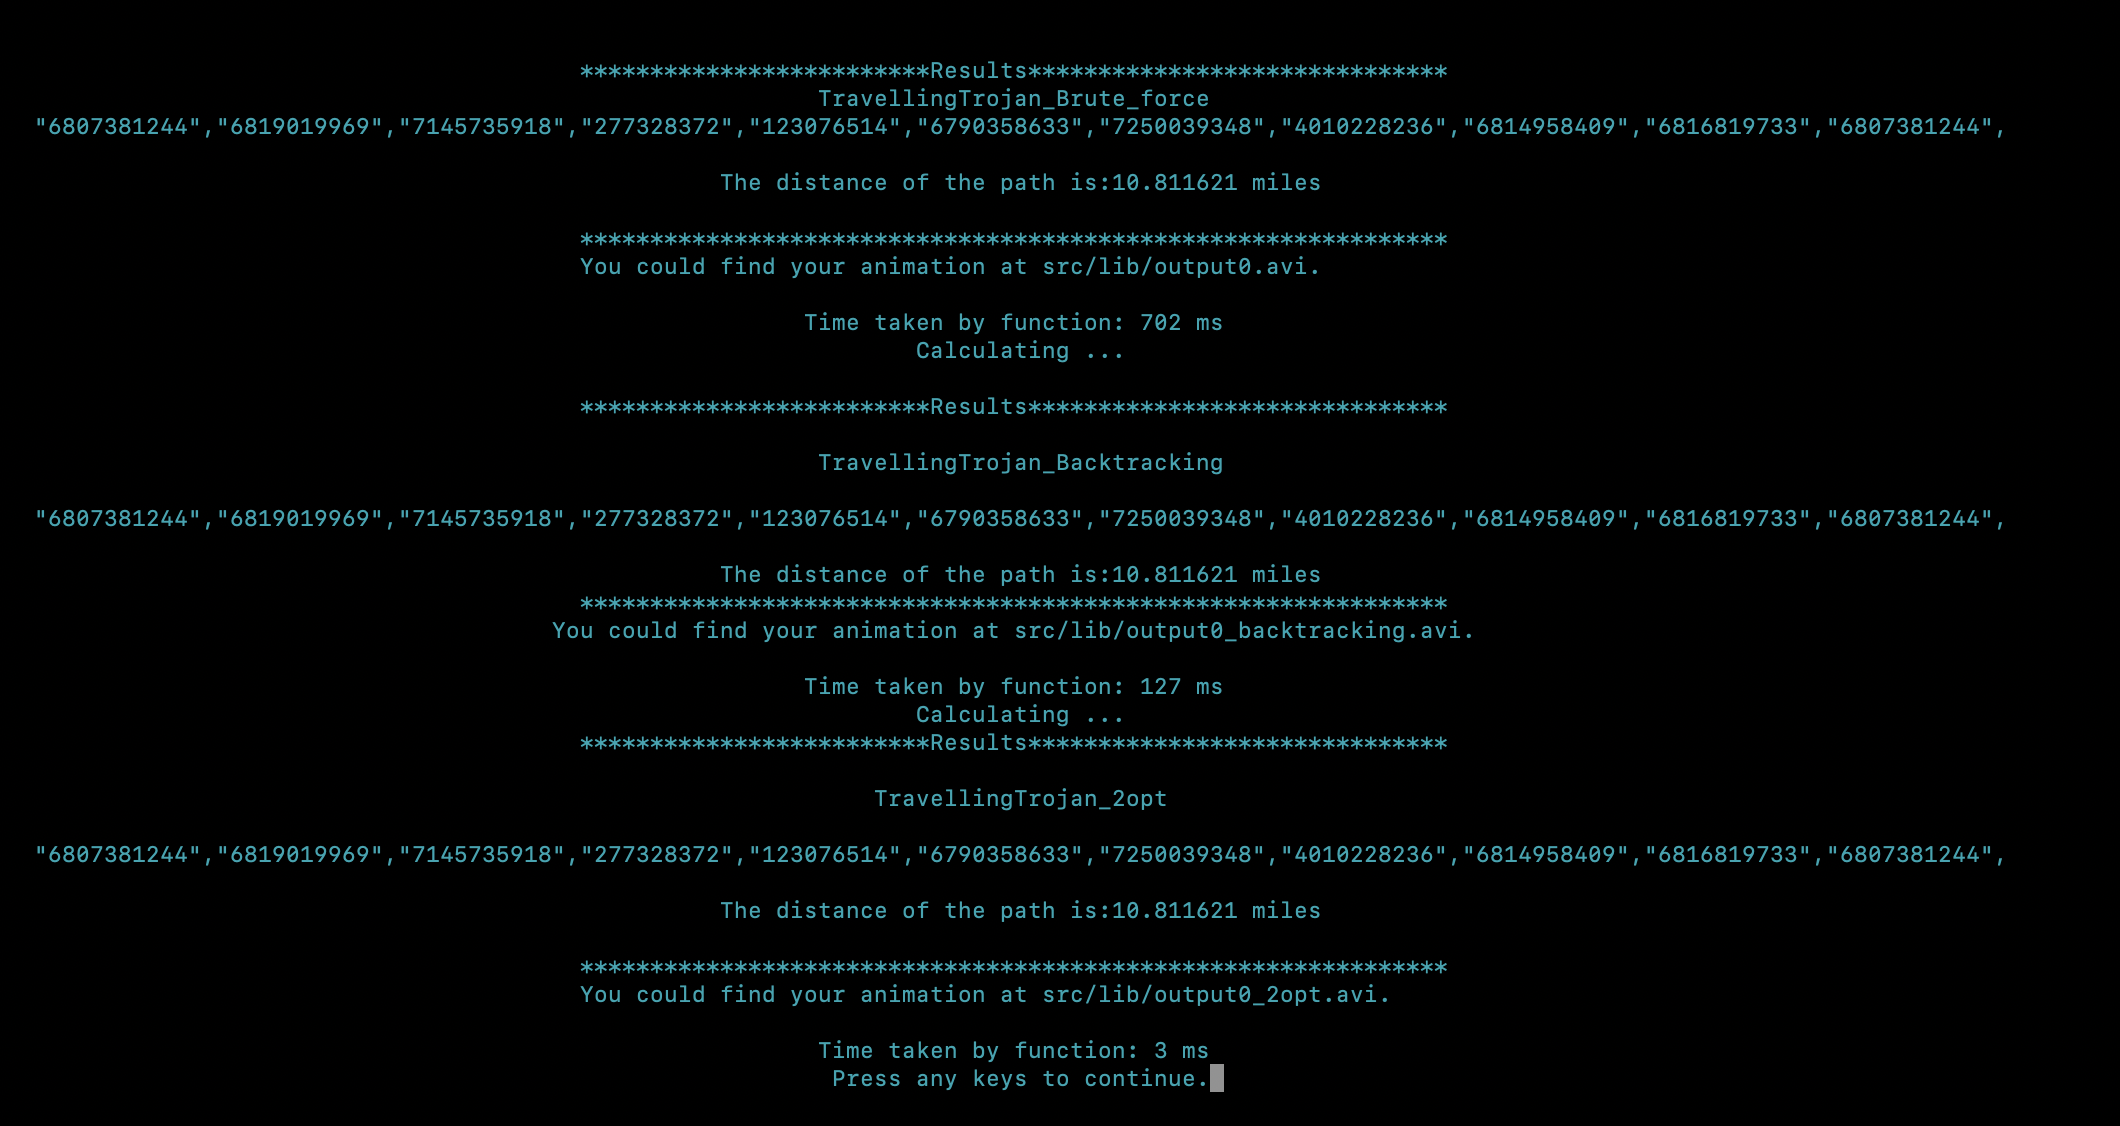 *************************Results******************************
TravellingTrojan_Brute_force
"6807381244","6819019969","7145735918","277328372","123076514","6790358633","7250039348","4010228236","6814958409","6816819733","6807381244",
The distance of the path is:10.811621 miles
**************************************************************
You could find your animation at src/lib/output0.avi.
Time taken by function: 702 ms
Calculating ...
*************************Results******************************
TravellingTrojan_Backtracking
"6807381244","6819019969","7145735918","277328372","123076514","6790358633","7250039348","4010228236","6814958409","6816819733","6807381244",
The distance of the path is:10.811621 miles
**************************************************************
You could find your animation at src/lib/output0_backtracking.avi.
Time taken by function: 127 ms
Calculating ...
*************************Results******************************
TravellingTrojan_2opt
"6807381244","6819019969","7145735918","277328372","123076514","6790358633","7250039348","4010228236","6814958409","6816819733","6807381244",
The distance of the path is:10.811621 miles
**************************************************************
You could find your animation at src/lib/output0_2opt.avi.
Time taken by function: 3 ms
Press any keys to continue.